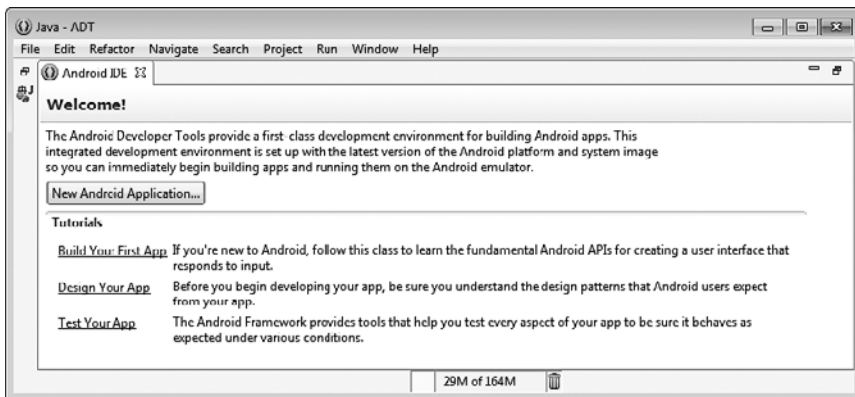 Java - ADT
File Edit Refactor Navigate Search Project Run Window Help
Android IDE
Welcome!
The Android Developer Tools provide a first-class development environment for building Android apps. This
integrated development environment is set up with the latest version of the Android platform and system image
so you can immediately begin building apps and running them on the Android emulator.
New Android Application...
Tutorials
Build Your First App If you're new to Android, follow this class to learn the fundamental Android APIs for creating a user interface that
responds to input.
Design Your App Before you begin developing your app, be sure you understand the design patterns that Android users expect
from your app.
Test Your App The Android Framework provides tools that help you test every aspect of your app to be sure it behaves as
expected under various conditions.
29M of 164M